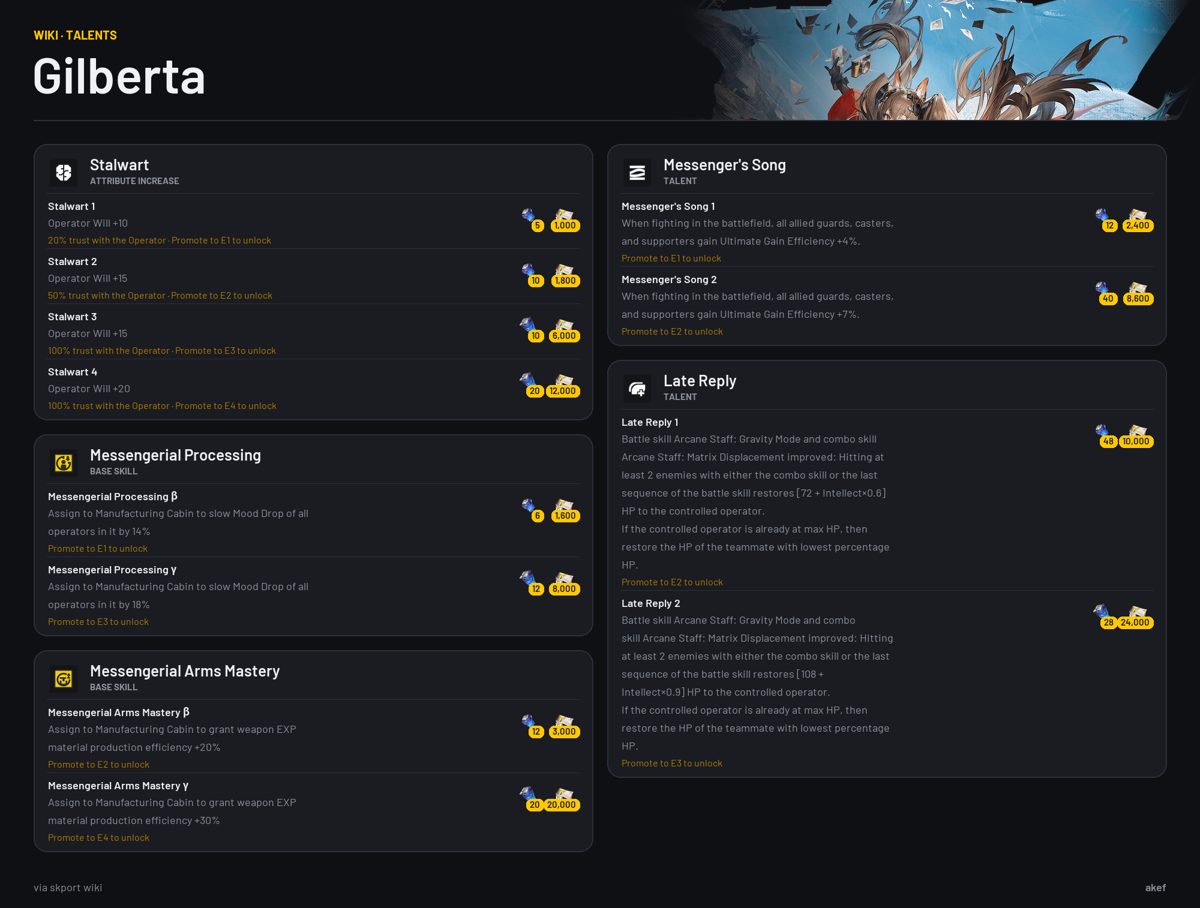 WIKI · TALENTS
Gilberta
Stalwart
ATTRIBUTE INCREASE
Stalwart 1
Operator Will +10
20% trust with the Operator · Promote to E1 to unlock
5
1,000
Stalwart 2
Operator Will +15
50% trust with the Operator · Promote to E2 to unlock
10
1,800
Stalwart 3
Operator Will +15
100% trust with the Operator · Promote to E3 to unlock
10
6,000
Stalwart 4
Operator Will +20
100% trust with the Operator · Promote to E4 to unlock
20
12,000
Messengerial Processing
BASE SKILL
Messengerial Processing β
Assign to Manufacturing Cabin to slow Mood Drop of all
operators in it by 14%
Promote to E1 to unlock
6
1,600
Messengerial Processing γ
Assign to Manufacturing Cabin to slow Mood Drop of all
operators in it by 18%
Promote to E3 to unlock
12
8,000
Messengerial Arms Mastery
BASE SKILL
Messengerial Arms Mastery β
Assign to Manufacturing Cabin to grant weapon EXP
material production efficiency +20%
Promote to E2 to unlock
12
3,000
Messengerial Arms Mastery γ
Assign to Manufacturing Cabin to grant weapon EXP
material production efficiency +30%
Promote to E4 to unlock
20
20,000
Messenger's Song
TALENT
Messenger's Song 1
When fighting in the battlefield, all allied guards, casters,
and supporters gain Ultimate Gain Efficiency +4%.
Promote to E1 to unlock
12
2,400
Messenger's Song 2
When fighting in the battlefield, all allied guards, casters,
and supporters gain Ultimate Gain Efficiency +7%.
Promote to E2 to unlock
40
8,600
Late Reply
TALENT
Late Reply 1
Battle skill Arcane Staff: Gravity Mode and combo skill
Arcane Staff: Matrix Displacement improved: Hitting at
least 2 enemies with either the combo skill or the last
sequence of the battle skill restores [72 + Intellect×0.6]
HP to the controlled operator.
If the controlled operator is already at max HP, then
restore the HP of the teammate with lowest percentage
HP.
Promote to E2 to unlock
48
10,000
Late Reply 2
Battle skill Arcane Staff: Gravity Mode and combo
skill Arcane Staff: Matrix Displacement improved: Hitting
at least 2 enemies with either the combo skill or the last
sequence of the battle skill restores [108 +
Intellect×0.9] HP to the controlled operator.
If the controlled operator is already at max HP, then
restore the HP of the teammate with lowest percentage
HP.
Promote to E3 to unlock
28
24,000
via skport wiki
akef